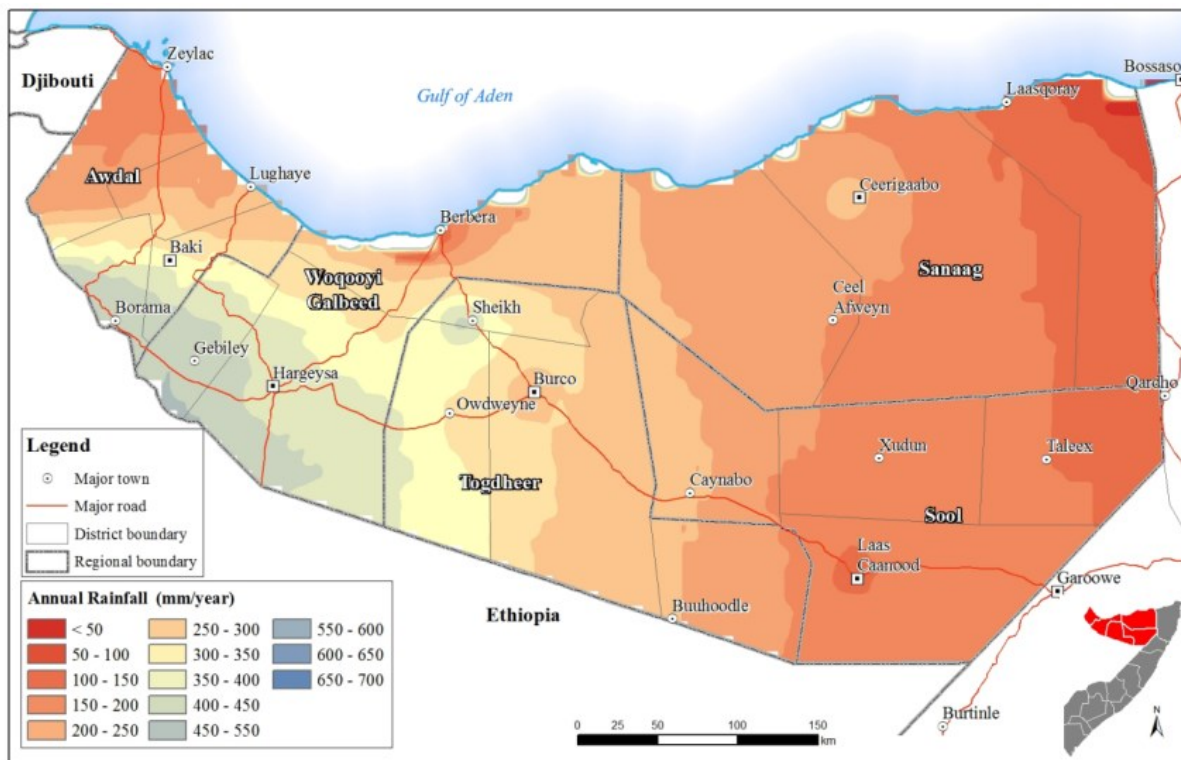 Zeylac
Djibouti
Bossaso
Gulf of Aden
Laasqoray
Awdal
Lughaye
Ceerigaabo
Berbera
Baki
Sanaag
Woqooyi
Galbeed
Ceel
Afweyn
Sheikh
Borama
Gebiley
Hargeysa
Burco
Qardho
Owdweyne
Xudun
Taleex
Togdheer
Caynabo
Sool
Laas
Caanood
Garoowe
Buuhoodle
Ethiopia
Burtinle
Legend
Major town
Major road
District boundary
Regional boundary
Annual Rainfall (mm/year)
< 50
50 - 100
100 - 150
150 - 200
200 - 250
250 - 300
300 - 350
350 - 400
400 - 450
450 - 550
550 - 600
600 - 650
650 - 700
0 25 50 100 150
km
N